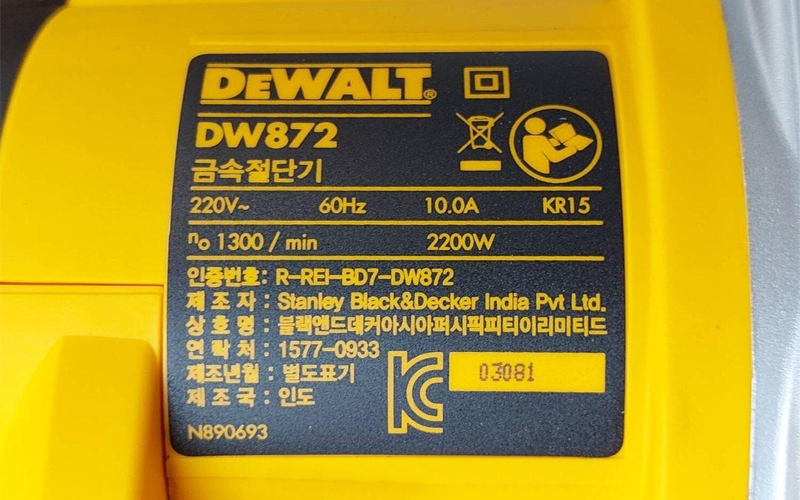 DEWALT®
DW872
금속절단기
220V~ 60Hz 10.0A KR15
no 1300 / min 2200W
인증번호: R-REI-BD7-DW872
제 조 자 : Stanley Black&Decker India Pvt Ltd.
상 호 명 : 블랙앤드데커아시아퍼시픽피티이리미티드
연 락 처 : 1577-0933
제조년월 : 별도표기
제 조 국 : 인도
03081
N890693